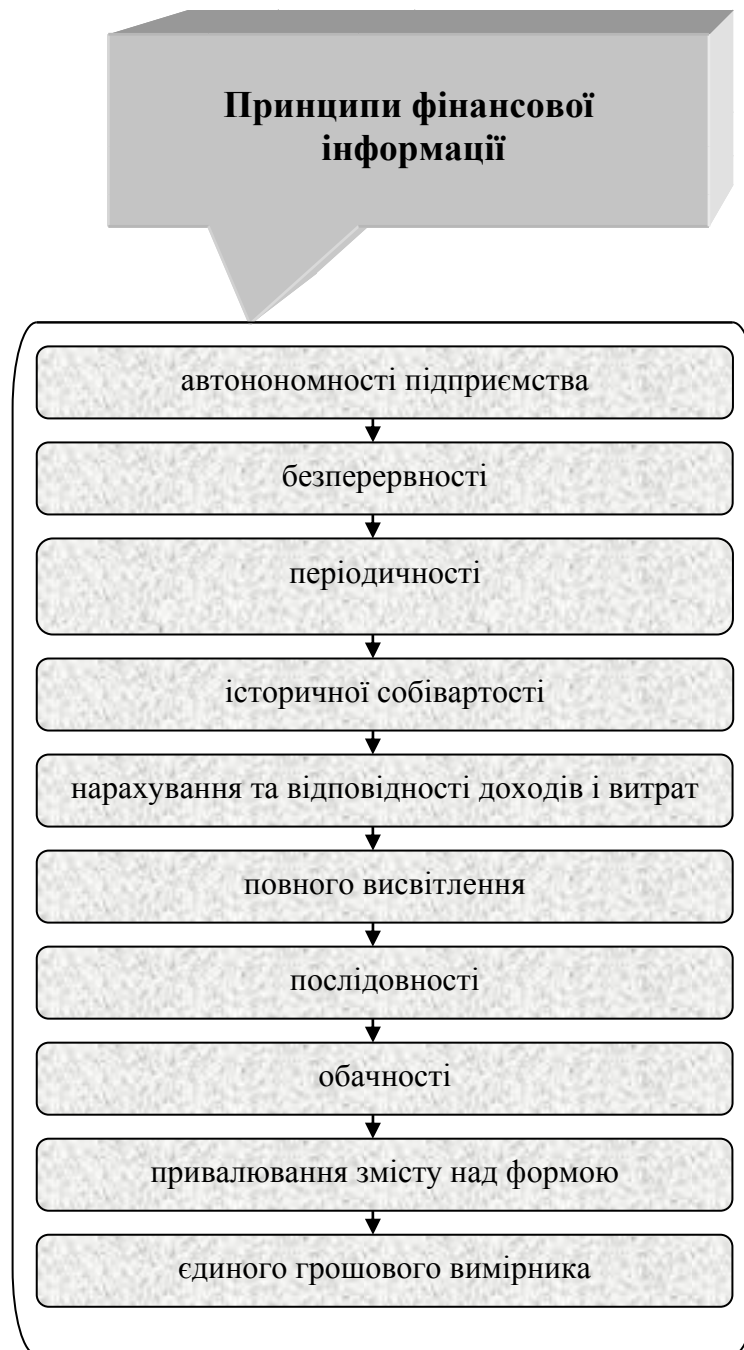 Принципи фінансової
інформації
автонономності підприємства
безперервності
періодичності
історичної собівартості
нарахування та відповідності доходів і витрат
повного висвітлення
послідовності
обачності
привалювання змісту над формою
єдиного грошового вимірника